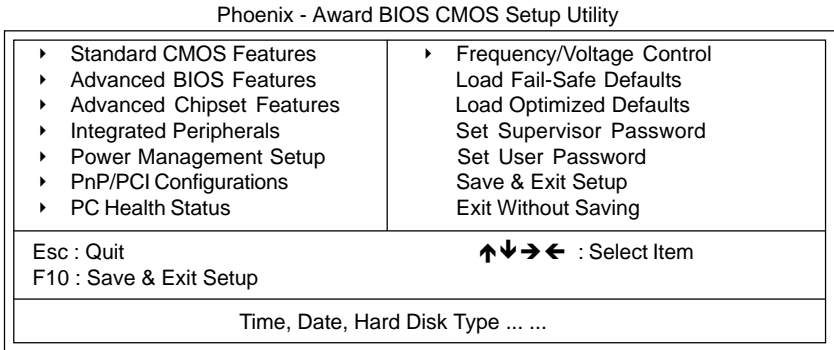 Phoenix - Award BIOS CMOS Setup Utility
‣ Standard CMOS Features
‣ Advanced BIOS Features
‣ Advanced Chipset Features
‣ Integrated Peripherals
‣ Power Management Setup
‣ PnP/PCI Configurations
‣ PC Health Status
‣ Frequency/Voltage Control
Load Fail-Safe Defaults
Load Optimized Defaults
Set Supervisor Password
Set User Password
Save & Exit Setup
Exit Without Saving
Esc : Quit
F10 : Save & Exit Setup
↑↓→← : Select Item
Time, Date, Hard Disk Type ... ...